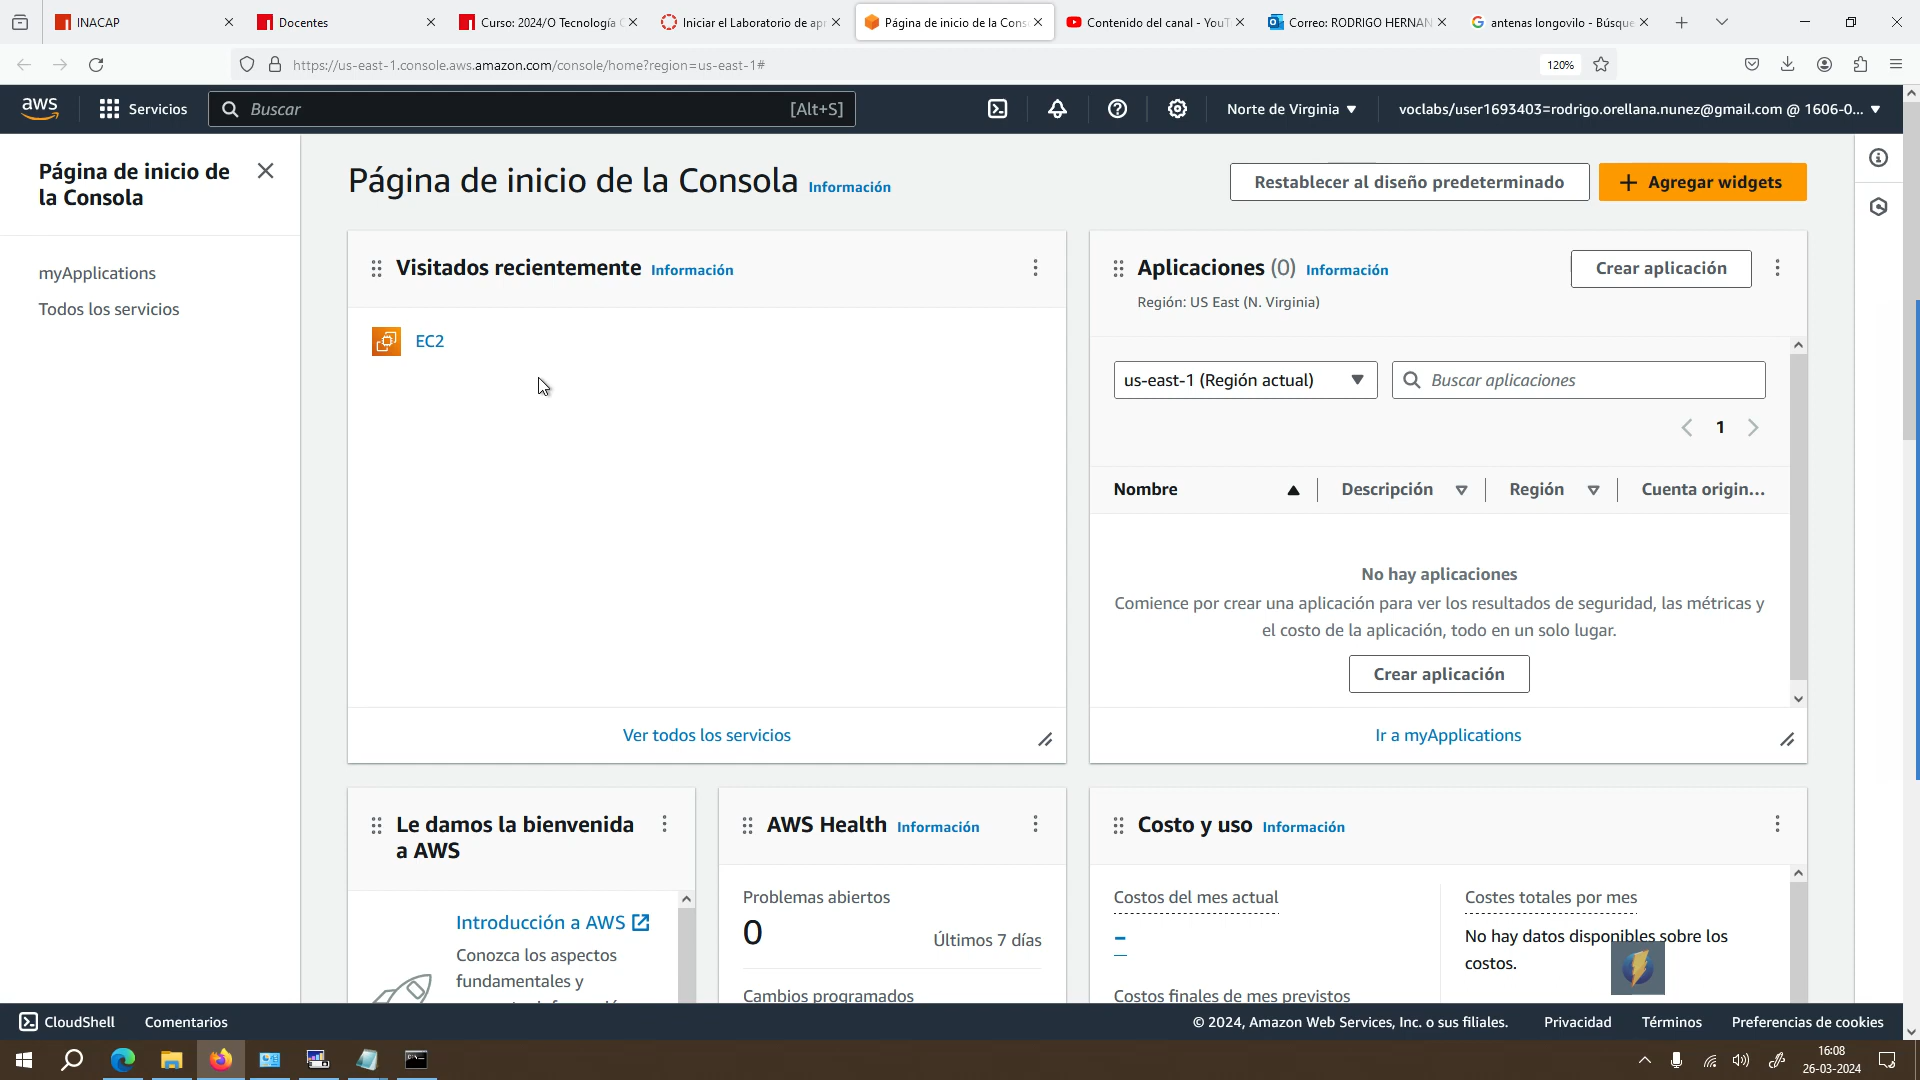 INACAP
Docentes
Curso: 2024/O Tecnología
Iniciar el Laboratorio de apr
Página de inicio de la Cons
Contenido del canal - YouT
Correo: RODRIGO HERNAN
antenas longovilo - Búsque
https://us-east-1.console.aws.amazon.com/console/home?region=us-east-1#
120%
aws
Servicios
Buscar
[Alt+S]
Norte de Virginia
voclabs/user1693403=rodrigo.orellana.nunez@gmail.com @ 1606-0...
Página de inicio de
la Consola
myApplications
Todos los servicios
Página de inicio de la Consola Información
Restablecer al diseño predeterminado
Agregar widgets
Visitados recientemente Información
EC2
Ver todos los servicios
Aplicaciones (0) Información
Región: US East (N. Virginia)
Crear aplicación
us-east-1 (Región actual)
Buscar aplicaciones
1
Nombre
Descripción
Región
Cuenta origin...
No hay aplicaciones
Comience por crear una aplicación para ver los resultados de seguridad, las métricas y
el costo de la aplicación, todo en un solo lugar.
Crear aplicación
Ir a myApplications
Le damos la bienvenida
a AWS
Introducción a AWS
Conozca los aspectos
fundamentales y
AWS Health Información
Problemas abiertos
0
Últimos 7 días
Cambios programados
Costo y uso Información
Costos del mes actual
–
Costos finales de mes previstos
Costes totales por mes
No hay datos disponibles sobre los
costos.
CloudShell
Comentarios
© 2024, Amazon Web Services, Inc. o sus filiales.
Privacidad
Términos
Preferencias de cookies
16:08
26-03-2024